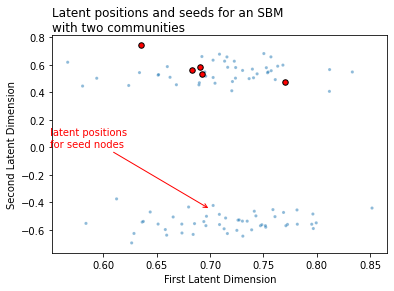 Latent positions and seeds for an SBM
with two communities
0.8
0.6
0.4
0.2
0.0
−0.2
−0.4
−0.6
Second Latent Dimension
latent positions
for seed nodes
0.60
0.65
0.70
0.75
0.80
0.85
First Latent Dimension